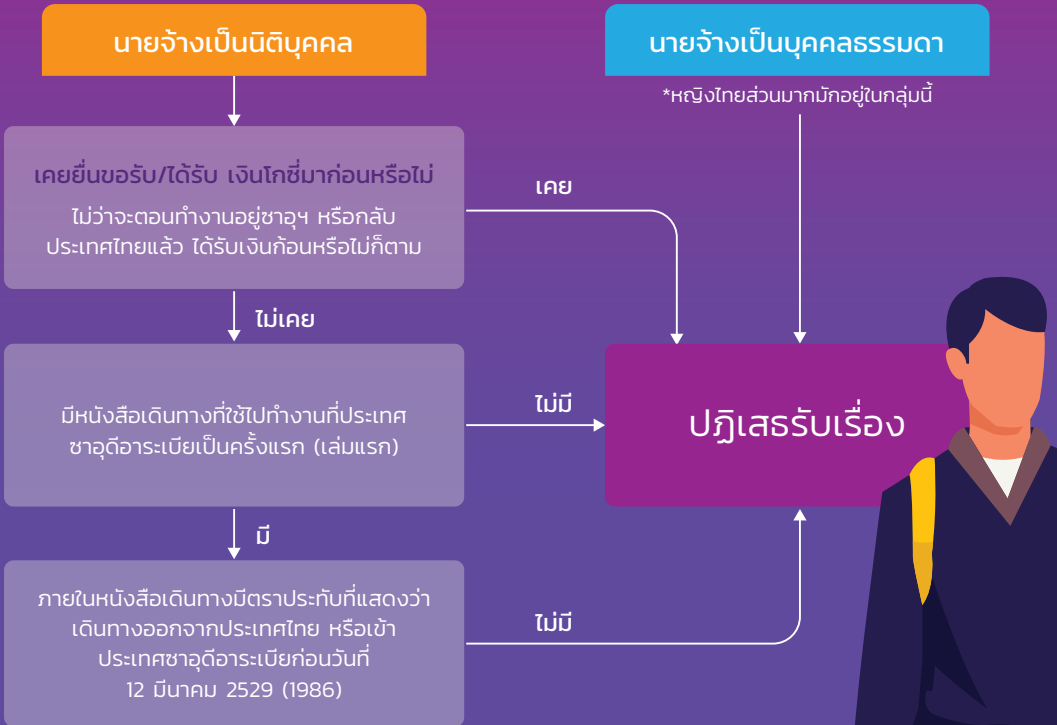 นายจ้างเป็นนิติบุคคล
นายจ้างเป็นบุคคลธรรมดา
*หญิงไทยส่วนมากมักอยู่ในกลุ่มนี้
เคยยื่นขอรับ/ได้รับ เงินโกซี่มาก่อนหรือไม่
ไม่ว่าจะตอนทำงานอยู่ซาอุฯ หรือกลับ
ประเทศไทยแล้ว ได้รับเงินก้อนหรือไม่ก็ตาม
เคย
ไม่เคย
มีหนังสือเดินทางที่ใช้ไปทำงานที่ประเทศ
ซาอุดีอาระเบียเป็นครั้งแรก (เล่มแรก)
ไม่มี
ปฏิเสธรับเรื่อง
มี
ภายในหนังสือเดินทางมีตราประทับที่แสดงว่า
เดินทางออกจากประเทศไทย หรือเข้า
ประเทศซาอุดีอาระเบียก่อนวันที่
12 มีนาคม 2529 (1986)
ไม่มี